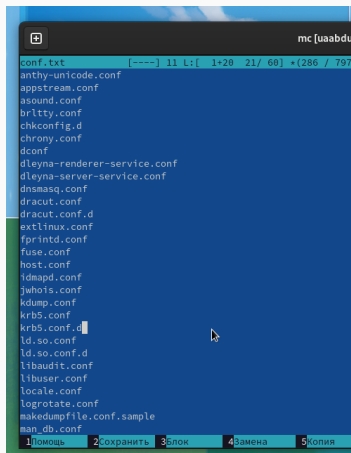 mc [uaabdu
conf.txt [----] 11 L:[ 1+20 21/ 60] *(286 / 797
anthy-unicode.conf
appstream.conf
asound.conf
brltty.conf
chkconfig.d
chrony.conf
dconf
dleyna-renderer-service.conf
dleyna-server-service.conf
dnsmasq.conf
dracut.conf
dracut.conf.d
extlinux.conf
fprintd.conf
fuse.conf
host.conf
idmapd.conf
jwhois.conf
kdump.conf
krb5.conf
krb5.conf.d
ld.so.conf
ld.so.conf.d
libaudit.conf
libuser.conf
locale.conf
logrotate.conf
makedumpfile.conf.sample
man_db.conf
1Помощь 2Сохранить 3Блок 4Замена 5Копия